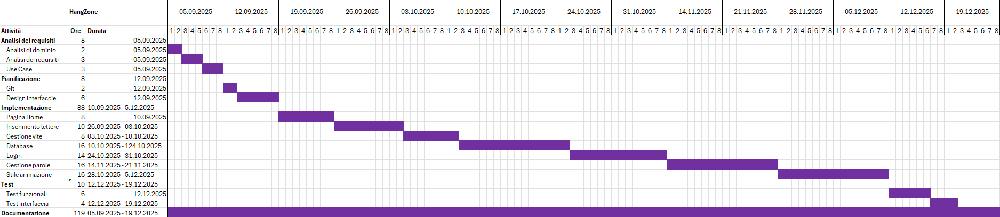 HangZone 05.09.2025 12.09.2025 19.09.2025 26.09.2025 03.10.2025 10.10.2025 17.10.2025 24.10.2025 31.10.2025 14.11.2025 21.11.2025 28.11.2025 05.12.2025 12.12.2025 19.12.2025
Attività Ore Durata 1 2 3 4 5 6 7 8 1 2 3 4 5 6 7 8 1 2 3 4 5 6 7 8 1 2 3 4 5 6 7 8 1 2 3 4 5 6 7 8 1 2 3 4 5 6 7 8 1 2 3 4 5 6 7 8 1 2 3 4 5 6 7 8 1 2 3 4 5 6 7 8 1 2 3 4 5 6 7 8 1 2 3 4 5 6 7 8 1 2 3 4 5 6 7 8 1 2 3 4 5 6 7 8 1 2 3 4 5 6 7 8 1 2 3 4 5 6 7 8
Analisi dei requisiti 8 05.09.2025
Analisi di dominio 2 05.09.2025
Analisi dei requisiti 3 05.09.2025
Use Case 3 05.09.2025
Pianificazione 8 12.09.2025
Git 2 12.09.2025
Design interfaccie 6 12.09.2025
Implementazione 88 10.09.2025 - 5.12.2025
Pagina Home 8 10.09.2025
Inserimento lettere 10 26.09.2025 - 03.10.2025
Gestione vite 8 03.10.2025 - 10.10.2025
Database 16 10.10.2025 - 124.10.2025
Login 14 24.10.2025 - 31.10.2025
Gestione parole 16 14.11.2025 - 21.11.2025
Stile animazione 16 28.10.2025 - 5.12.2025
Test 10 12.12.2025 - 19.12.2025
Test funzionali 6 12.12.2025
Test interfaccia 4 12.12.2025 - 19.12.2025
Documentazione 119 05.09.2025 - 19.12.2025